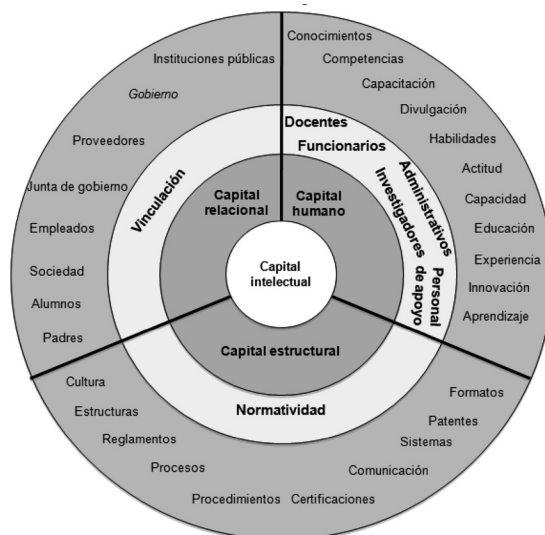 Instituciones públicas
Gobierno
Proveedores
Junta de gobierno
Empleados
Sociedad
Alumnos
Padres
Conocimientos
Competencias
Capacitación
Divulgación
Habilidades
Actitud
Capacidad
Educación
Experiencia
Innovación
Aprendizaje
Vinculación
Docentes
Funcionarios
Administrativos
Investigadores
Personal
de apoyo
Capital
relacional
Capital
humano
Capital
intelectual
Capital estructural
Normatividad
Cultura
Estructuras
Reglamentos
Procesos
Procedimientos
Certificaciones
Comunicación
Sistemas
Patentes
Formatos